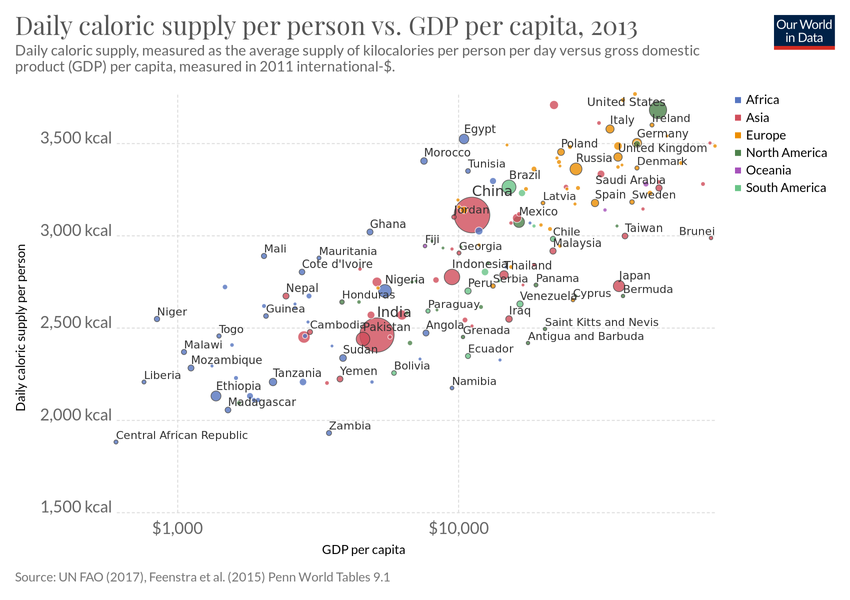 Daily caloric supply per person vs. GDP per capita, 2013
Daily caloric supply, measured as the average supply of kilocalories per person per day versus gross domestic
product (GDP) per capita, measured in 2011 international-$.
Our World
in Data
Africa
Asia
Europe
North America
Oceania
South America
Daily caloric supply per person
3,500 kcal
3,000 kcal
2,500 kcal
2,000 kcal
1,500 kcal
United States
Ireland
Italy
Egypt
Germany
Poland
United Kingdom
Morocco
Russia
Denmark
Tunisia
Brazil
Saudi Arabia
China
Latvia
Spain
Sweden
Jordan
Mexico
Ghana
Chile
Taiwan
Brunei
Fiji
Georgia
Malaysia
Mali
Mauritania
Cote d'Ivoire
Indonesia
Thailand
Nigeria
Serbia
Panama
Japan
Nepal
Peru
Honduras
Venezuela
Cyprus
Bermuda
Niger
Guinea
India
Paraguay
Iraq
Togo
Cambodia
Pakistan
Angola
Grenada
Saint Kitts and Nevis
Antigua and Barbuda
Malawi
Sudan
Ecuador
Mozambique
Liberia
Tanzania
Yemen
Bolivia
Ethiopia
Namibia
Madagascar
Zambia
Central African Republic
$1,000
$10,000
GDP per capita
Source: UN FAO (2017), Feenstra et al. (2015) Penn World Tables 9.1